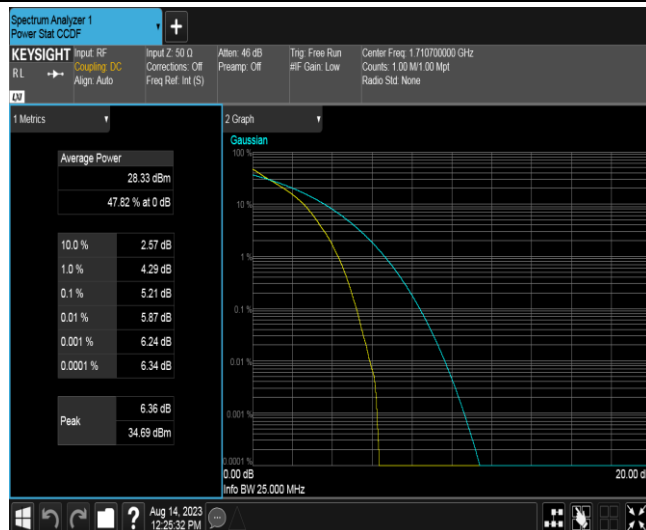 Spectrum Analyzer 1
Power Stat CCDF
KEYSIGHT
RL
Input: RF
Coupling: DC
Align: Auto
Input Z: 50 Ω
Corrections: Off
Freq Ref: Int (S)
Atten: 46 dB
Preamp: Off
Trig: Free Run
#IF Gain: Low
Center Freq: 1.710700000 GHz
Counts: 1.00 M/1.00 Mpt
Radio Std: None
1 Metrics
Average Power
28.33 dBm
47.82 % at 0 dB
10.0 % 2.57 dB
1.0 % 4.29 dB
0.1 % 5.21 dB
0.01 % 5.87 dB
0.001 % 6.24 dB
0.0001 % 6.34 dB
Peak
6.36 dB
34.69 dBm
2 Graph
Gaussian
100 %
10 %
1 %
0.1 %
0.01 %
0.001 %
0.0001 %
0.00 dB 20.00 d
Info BW 25.000 MHz
?
Aug 14, 2023
12:25:32 PM